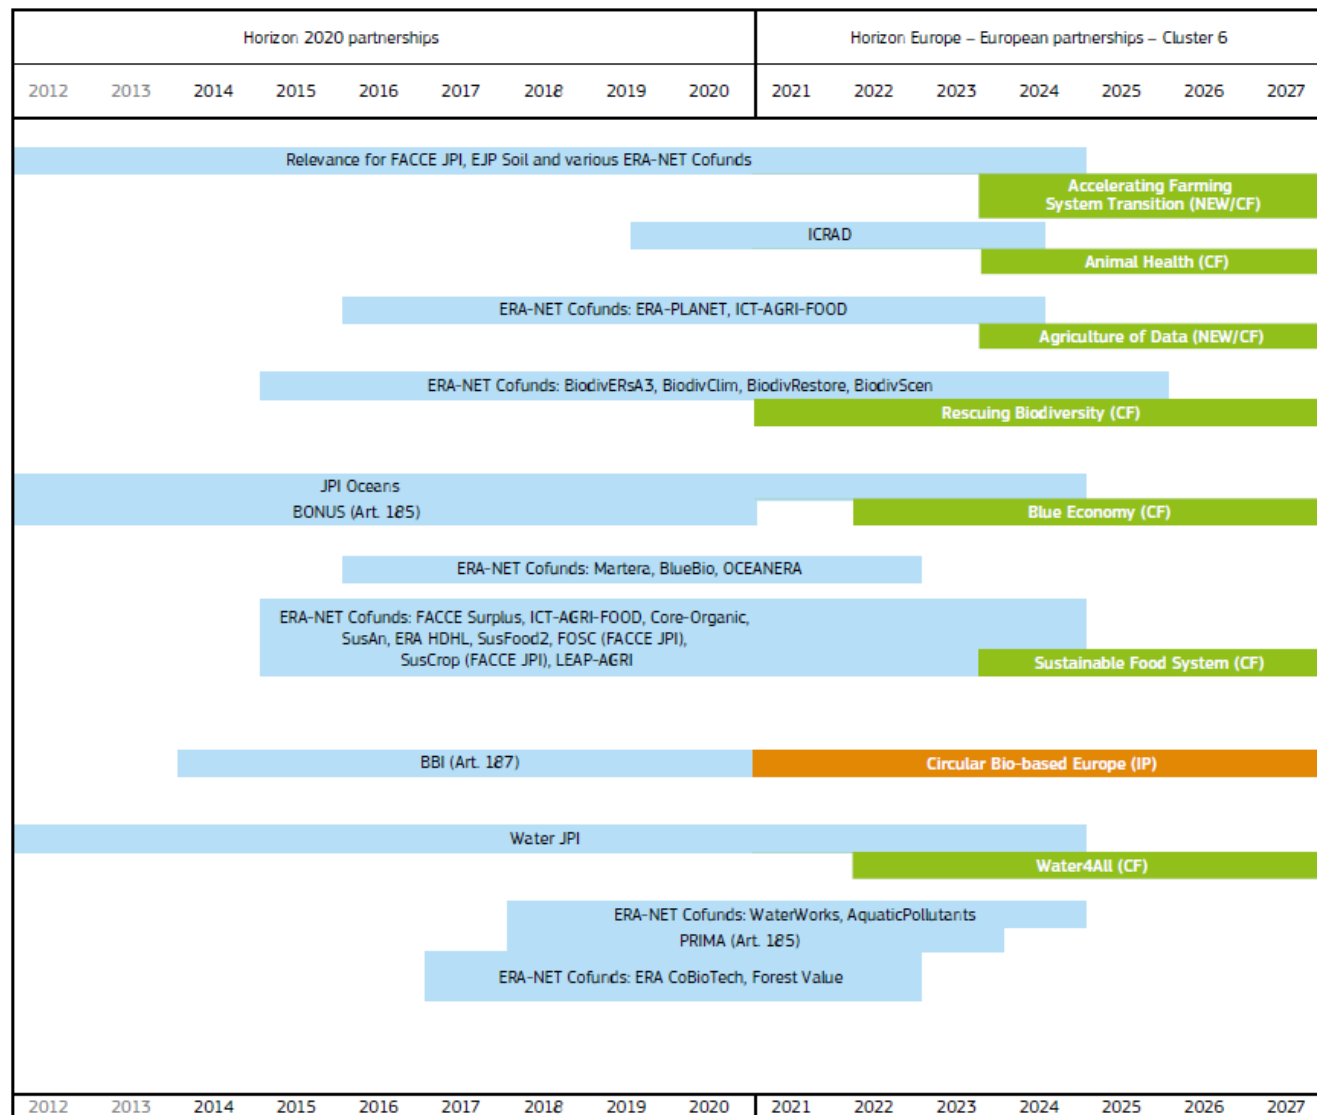 Horizon 2020 partnerships
Horizon Europe – European partnerships – Cluster 6
2012 2013 2014 2015 2016 2017 2018 2019 2020 2021 2022 2023 2024 2025 2026 2027
Relevance for FACCE JPI, EJP Soil and various ERA-NET Cofunds
Accelerating Farming
System Transition (NEW/CF)
ICRAD
Animal Health (CF)
ERA-NET Cofunds: ERA-PLANET, ICT-AGRI-FOOD
Agriculture of Data (NEW/CF)
ERA-NET Cofunds: BiodivERsA3, BiodivClim, BiodivRestore, BiodivScen
Rescuing Biodiversity (CF)
JPI Oceans
BONUS (Art. 185)
Blue Economy (CF)
ERA-NET Cofunds: Martera, BlueBio, OCEANERA
ERA-NET Cofunds: FACCE Surplus, ICT-AGRI-FOOD, Core-Organic,
SusAn, ERA HDHL, SusFood2, FOSC (FACCE JPI),
SusCrop (FACCE JPI), LEAP-AGRI
Sustainable Food System (CF)
BBI (Art. 187)
Circular Bio-based Europe (IP)
Water JPI
Water4All (CF)
ERA-NET Cofunds: WaterWorks, AquaticPollutants
PRIMA (Art. 185)
ERA-NET Cofunds: ERA CoBioTech, Forest Value
2012 2013 2014 2015 2016 2017 2018 2019 2020 2021 2022 2023 2024 2025 2026 2027